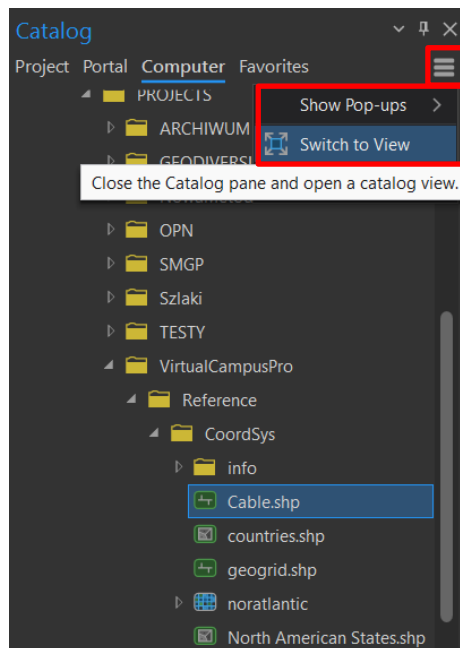 Catalog
Project Portal Computer Favorites
PROJECTS
Show Pop-ups
ARCHIWUM
Switch to View
GEODIVERSI
Close the Catalog pane and open a catalog view.
OPN
SMGP
Szlaki
TESTY
VirtualCampusPro
Reference
CoordSys
info
Cable.shp
countries.shp
geogrid.shp
noratlantic
North American States.shp